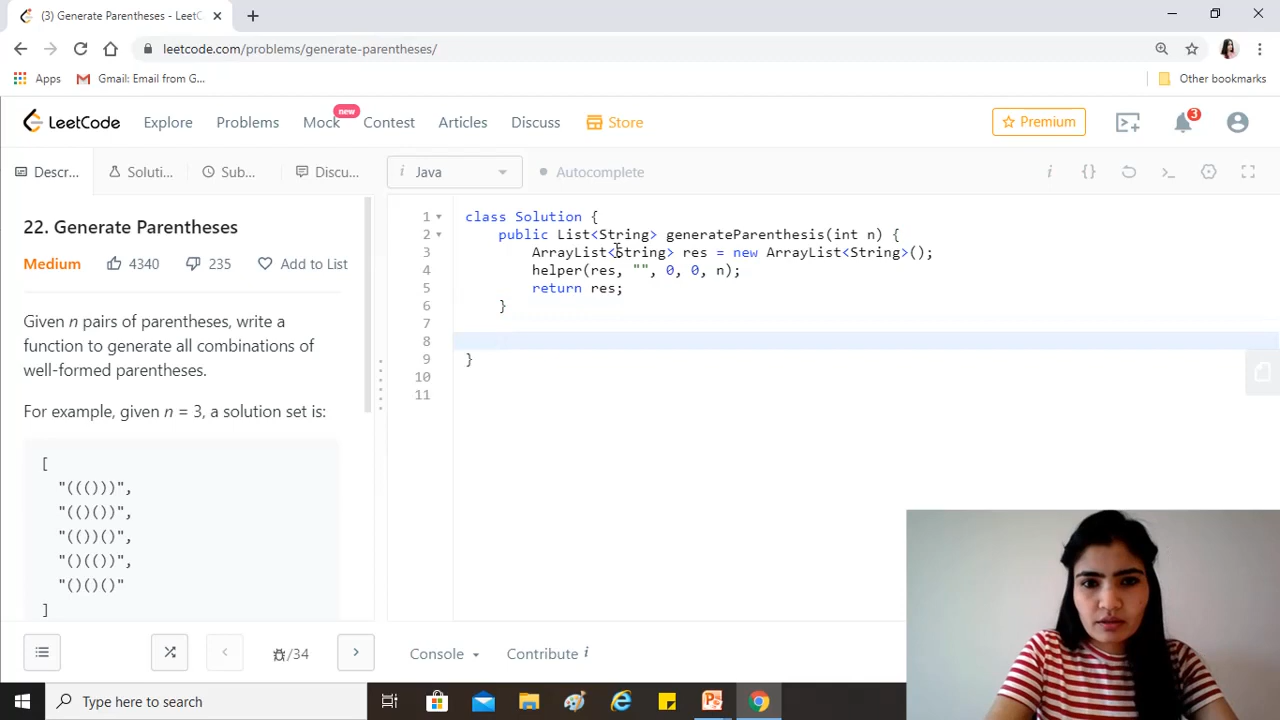 (3) Generate Parentheses - LeetC
leetcode.com/problems/generate-parentheses/
Apps
Gmail: Email from G...
Other bookmarks
LeetCode
Explore
Problems
Mock
new
Contest
Articles
Discuss
Store
Premium
3
Descr...
Soluti...
Sub...
Discu...
i
Java
Autocomplete
i
{}
22. Generate Parentheses
Medium
4340
235
Add to List
Given n pairs of parentheses, write a
function to generate all combinations of
well-formed parentheses.
For example, given n = 3, a solution set is:
[
"((()))",
"(()())",
"(())()",
"()(())",
"()()()"
]
1 class Solution {
2 public List<String> generateParenthesis(int n) {
3 ArrayList<String> res = new ArrayList<String>();
4 helper(res, "", 0, 0, n);
5 return res;
6 }
7
8
9 }
10
11
/34
Console
Contribute i
Type here to search